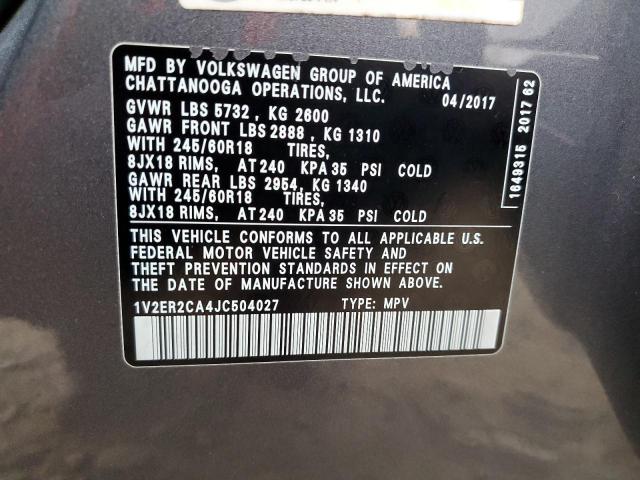 MFD BY VOLKSWAGEN GROUP OF AMERICA
CHATTANOOGA OPERATIONS, LLC. 04/2017
GVWR LBS 5732 , KG 2600
GAWR FRONT LBS 2888 , KG 1310
WITH 245/60R18 TIRES,
8JX18 RIMS, AT 240 KPA 35 PSI COLD
GAWR REAR LBS 2954, KG 1340
WITH 245/60R18 TIRES,
8JX18 RIMS, AT 240 KPA 35 PSI COLD
THIS VEHICLE CONFORMS TO ALL APPLICABLE U.S.
FEDERAL MOTOR VEHICLE SAFETY AND
THEFT PREVENTION STANDARDS IN EFFECT ON
THE DATE OF MANUFACTURE SHOWN ABOVE.
1V2ER2CA4JC504027 TYPE: MPV
1649315 2017 62